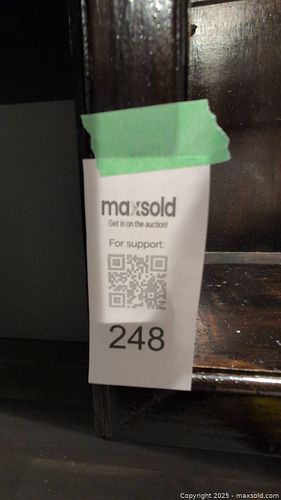 maxsold
Get in on the auction!
For support:
248
Copyright 2025 - maxsold.com